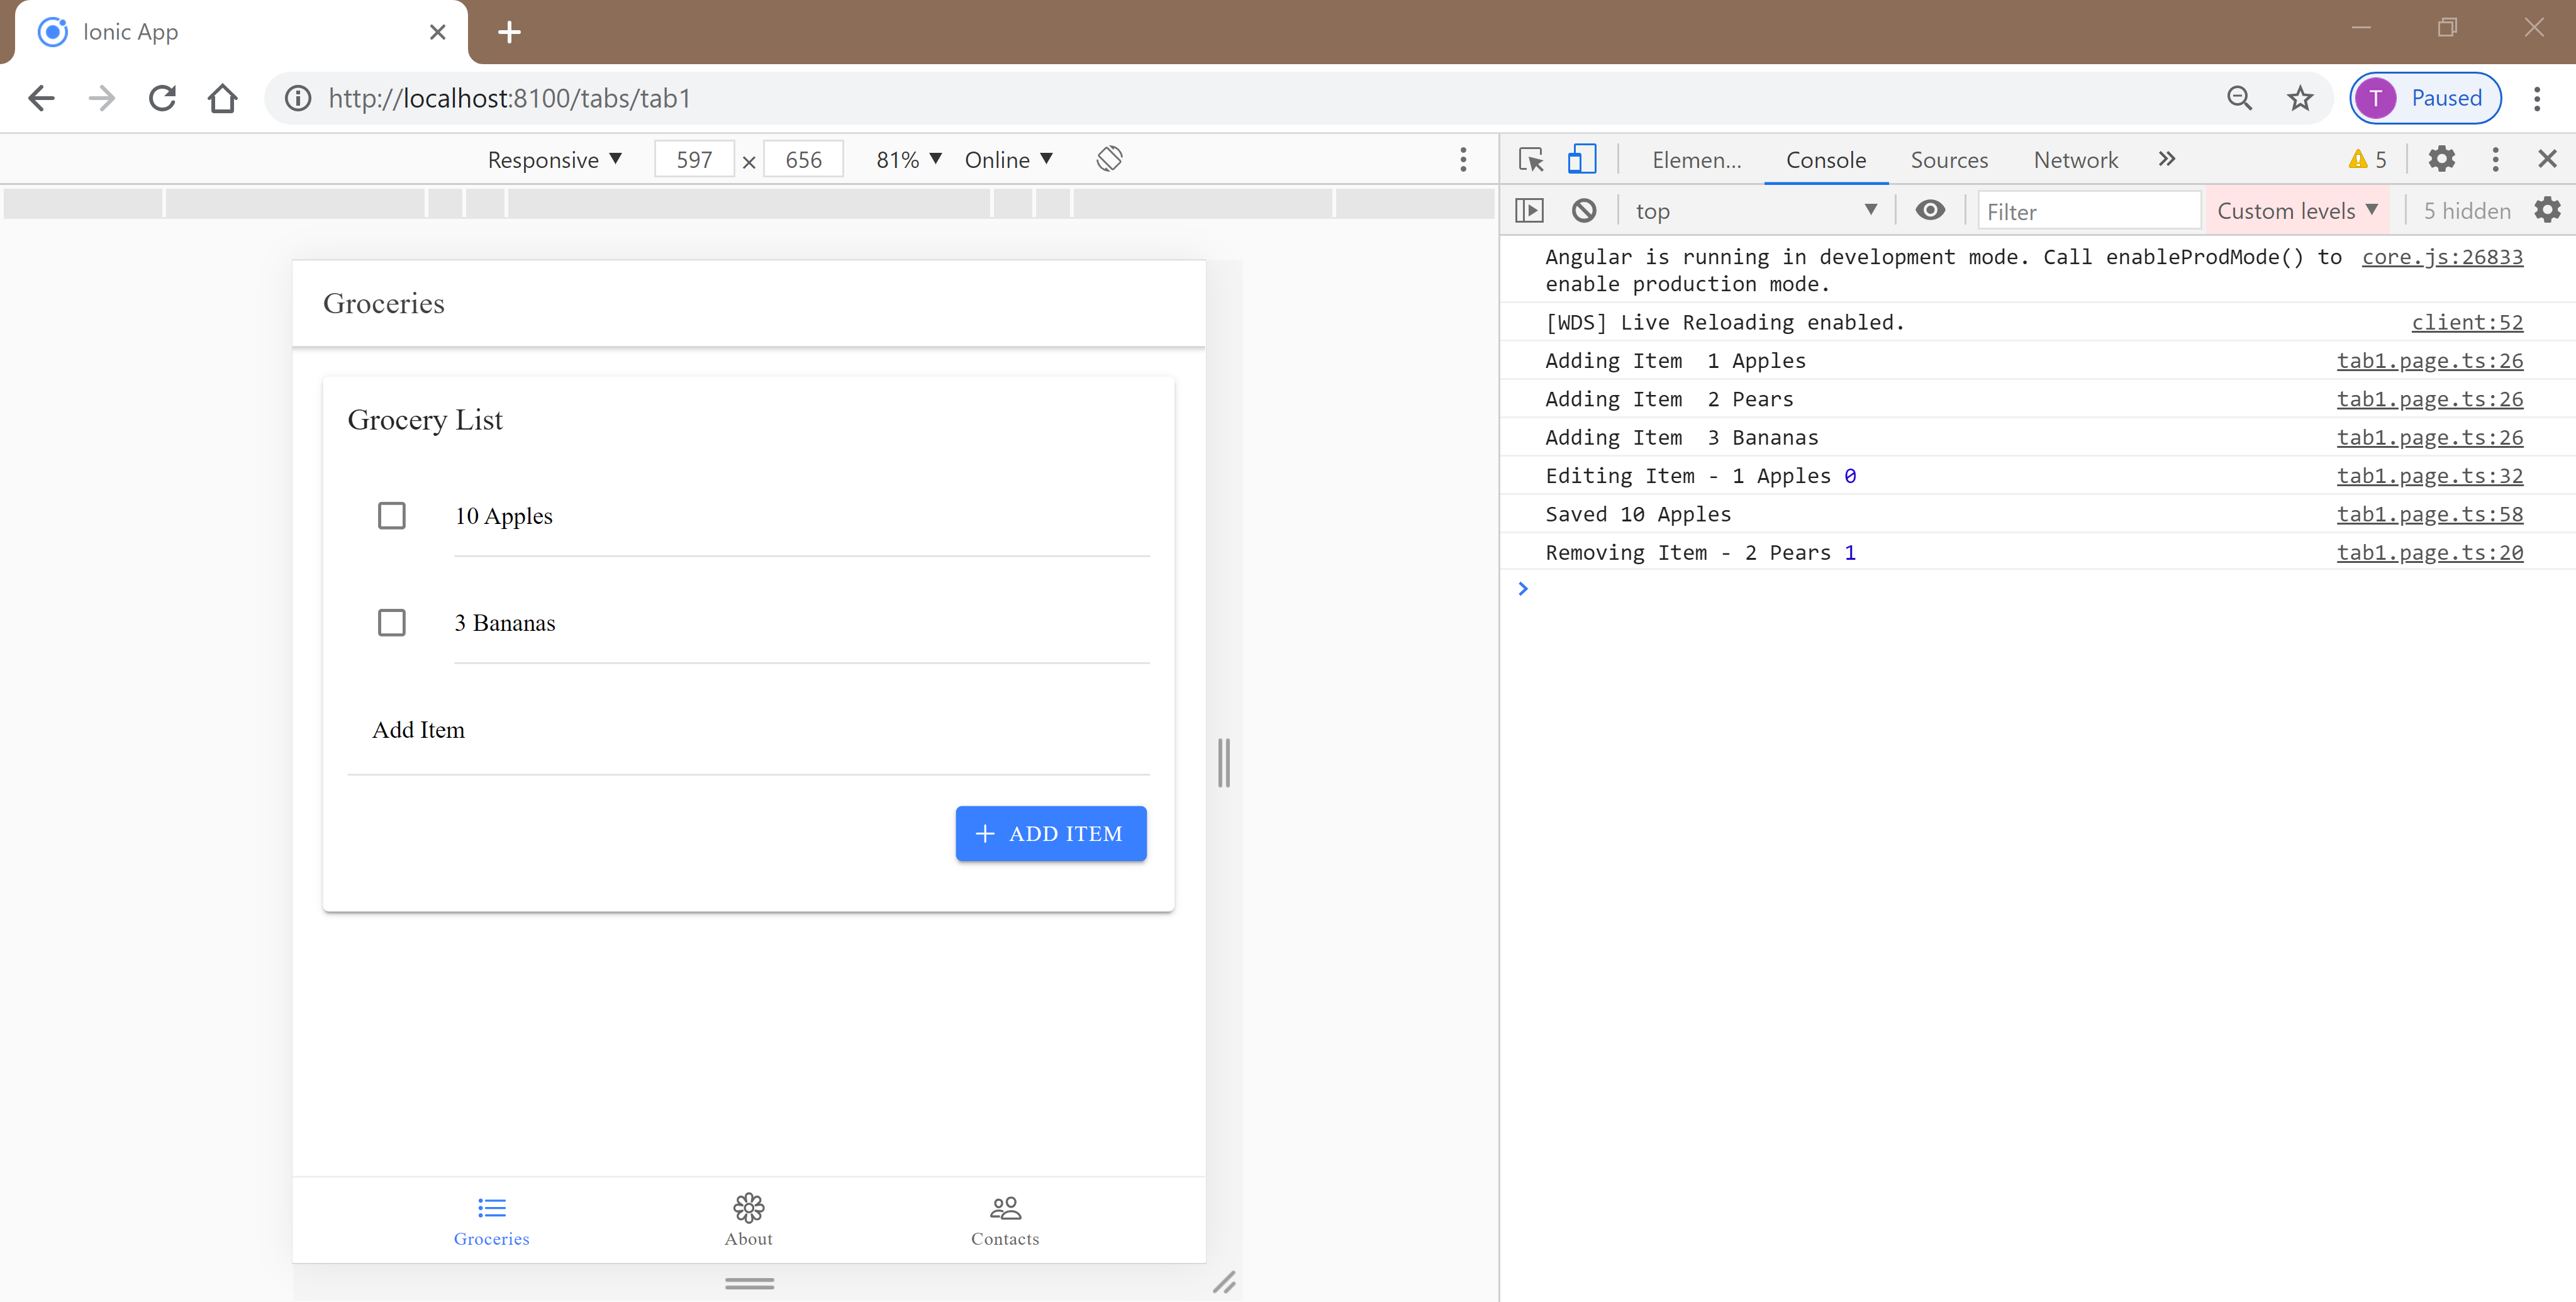 Ionic App
http://localhost:8100/tabs/tab1
T Paused
Responsive 597 × 656 81% Online
Elemen... Console Sources Network » 5
top Filter Custom levels 5 hidden
Groceries
Grocery List
10 Apples
3 Bananas
Add Item
+ ADD ITEM
Groceries About Contacts
Angular is running in development mode. Call enableProdMode() to core.js:26833
enable production mode.
[WDS] Live Reloading enabled. client:52
Adding Item  1 Apples tab1.page.ts:26
Adding Item  2 Pears tab1.page.ts:26
Adding Item  3 Bananas tab1.page.ts:26
Editing Item - 1 Apples 0 tab1.page.ts:32
Saved 10 Apples tab1.page.ts:58
Removing Item - 2 Pears 1 tab1.page.ts:20